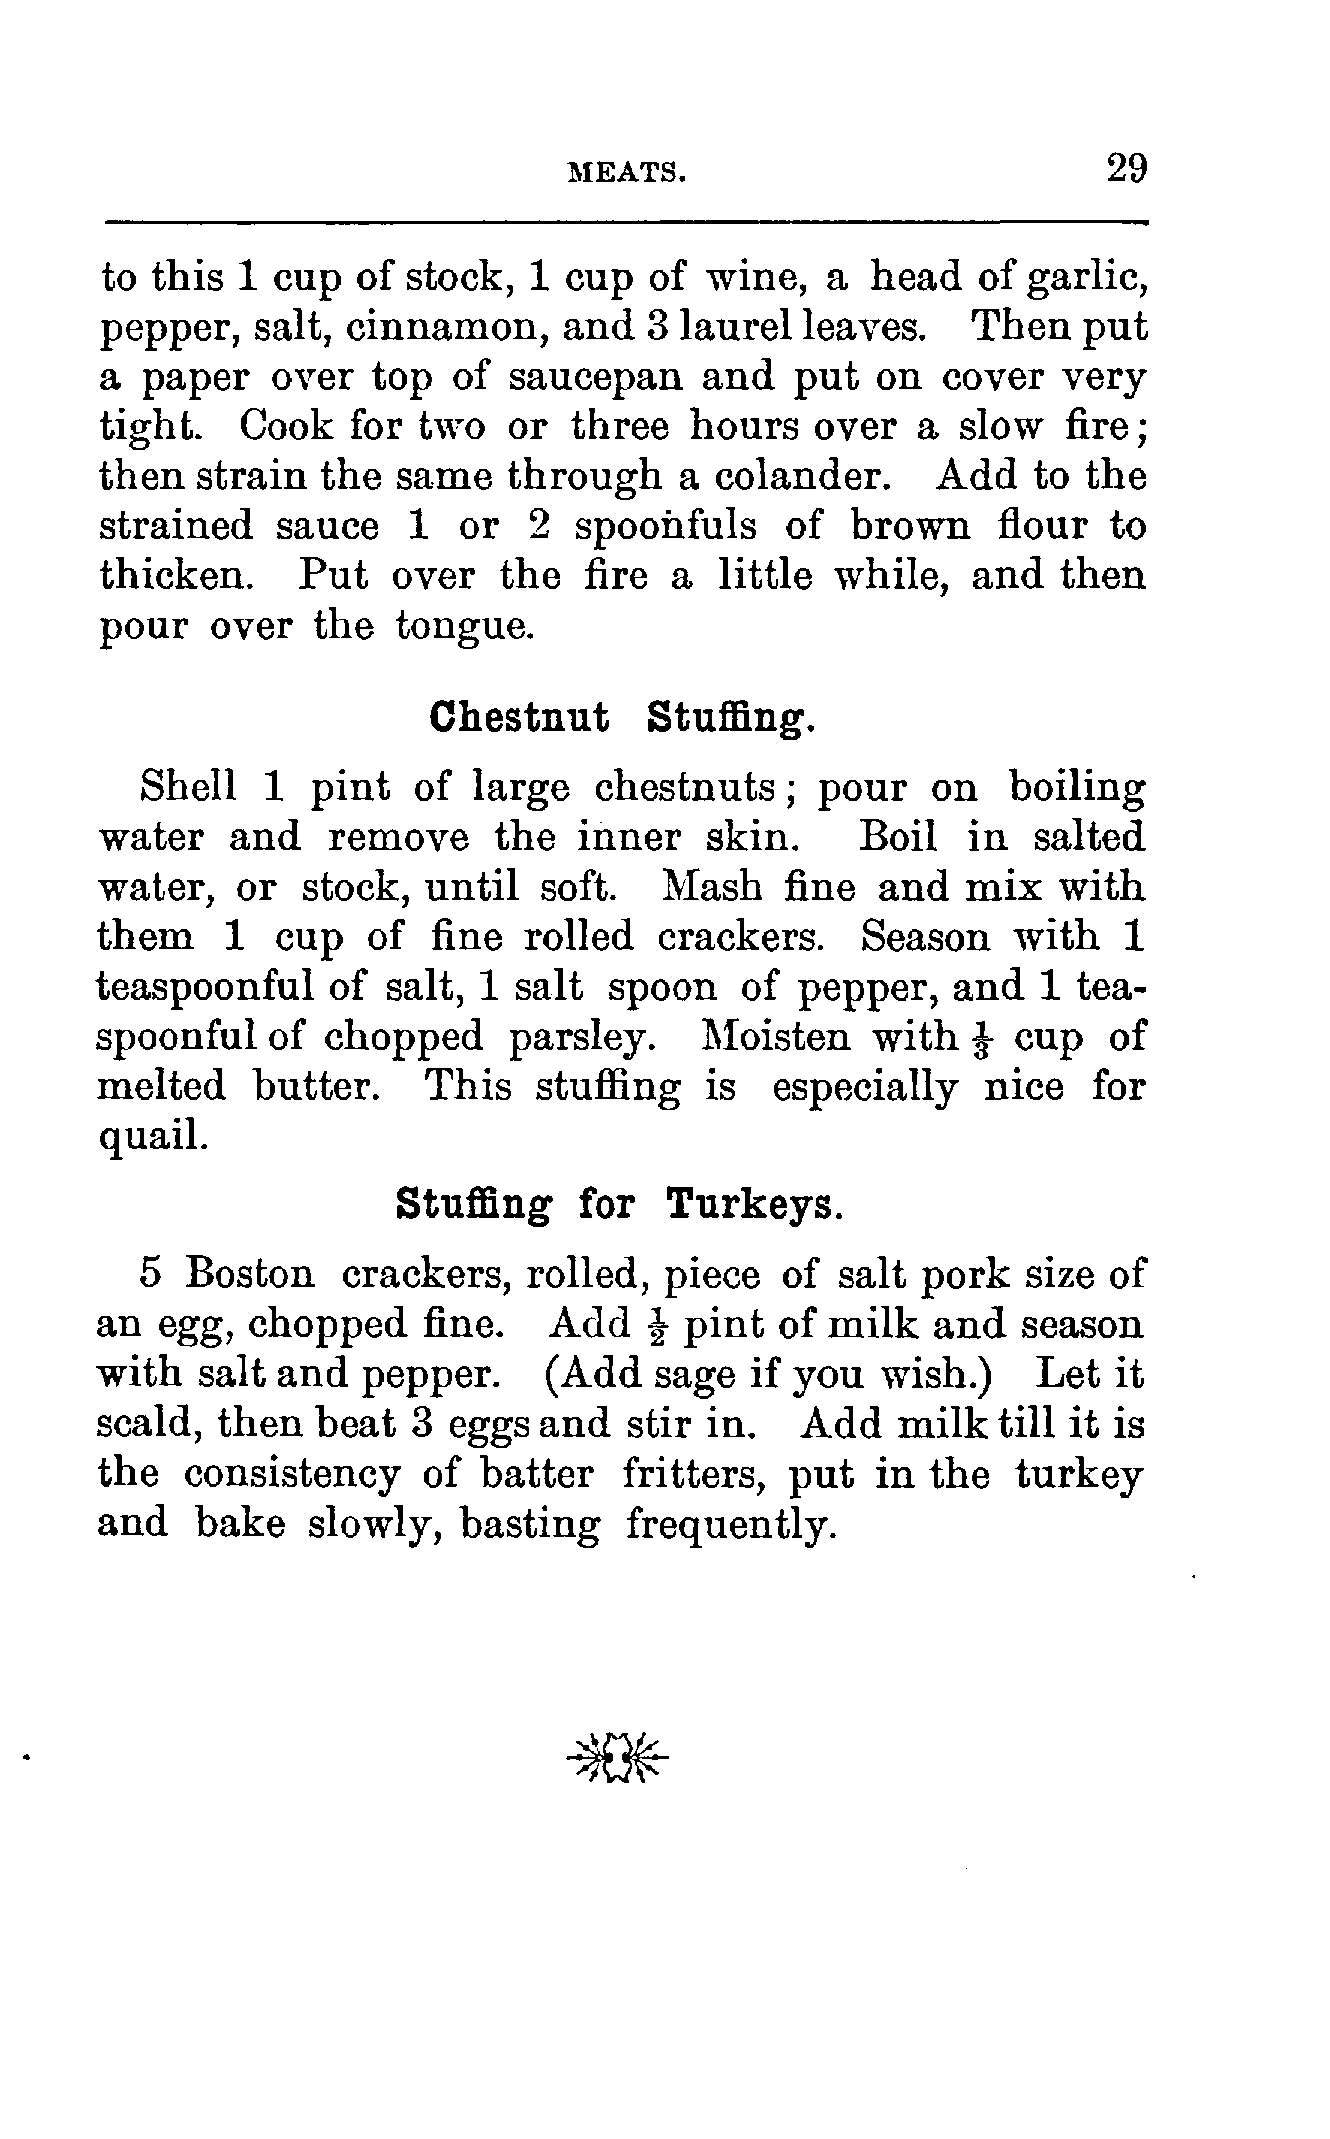 MEATS. 29
to this 1 cup of stock, 1 cup of wine, a head of garlic,
pepper, salt, cinnamon, and 3 laurel leaves. Then put
a paper over top of saucepan and put on cover very
tight. Cook for two or three hours over a slow fire;
then strain the same through a colander. Add to the
strained sauce 1 or 2 spoonfuls of brown flour to
thicken. Put over the fire a little while, and then
pour over the tongue.
Chestnut Stuffing.
Shell 1 pint of large chestnuts; pour on boiling
water and remove the inner skin. Boil in salted
water, or stock, until soft. Mash fine and mix with
them 1 cup of fine rolled crackers. Season with 1
teaspoonful of salt, 1 salt spoon of pepper, and 1 tea-
spoonful of chopped parsley. Moisten with ⅓ cup of
melted butter. This stuffing is especially nice for
quail.
Stuffing for Turkeys.
5 Boston crackers, rolled, piece of salt pork size of
an egg, chopped fine. Add ½ pint of milk and season
with salt and pepper. (Add sage if you wish.) Let it
scald, then beat 3 eggs and stir in. Add milk till it is
the consistency of batter fritters, put in the turkey
and bake slowly, basting frequently.